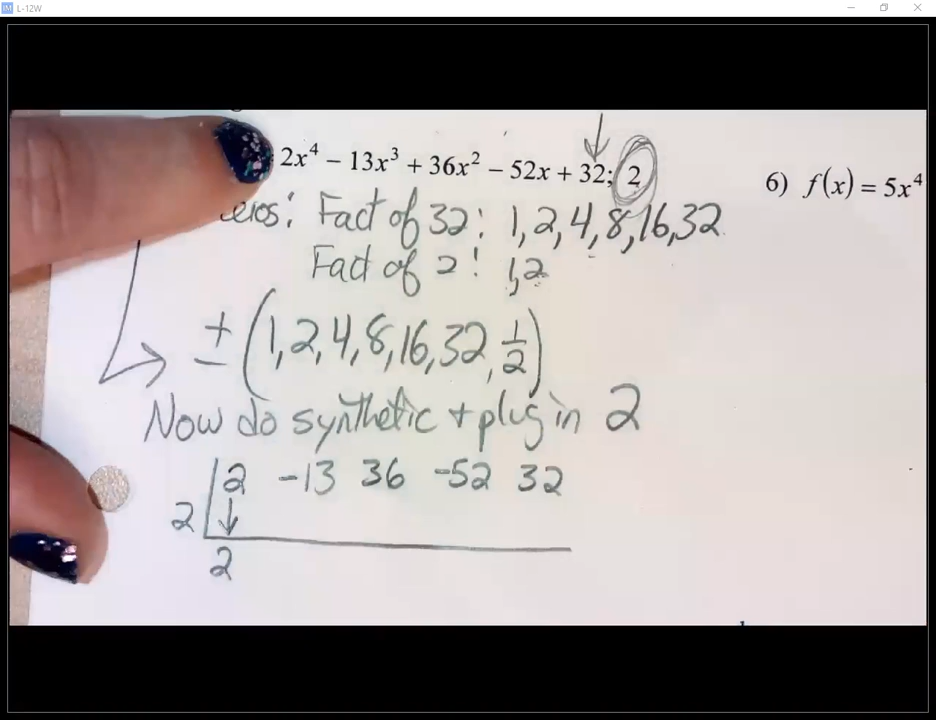 L-12W
2x⁴ − 13x³ + 36x² − 52x + 32; 2
6) f(x) = 5x⁴
Fact of 32: 1,2,4,8,16,32
Fact of 2: 1,2
± (1,2,4,8,16,32, 1/2)
Now do synthetic + plug in 2
2 -13 36 -52 32
2 ↓
2